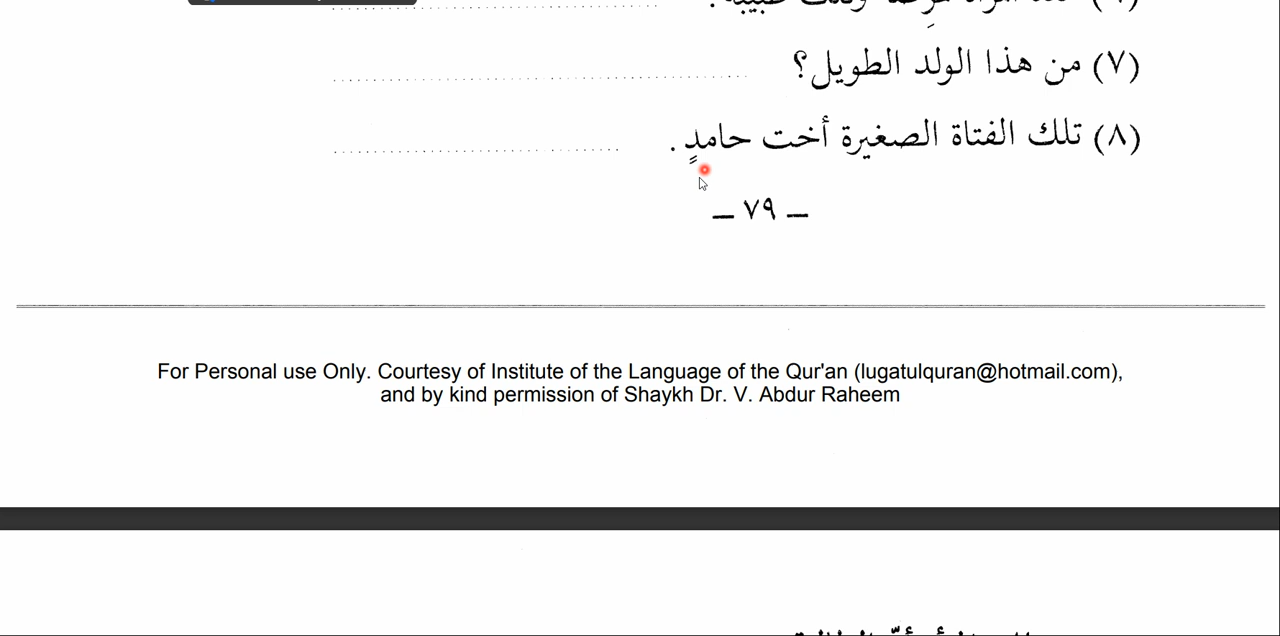 (٧) من هذا الولد الطويل؟ ........................
(٨) تلك الفتاة الصغيرة أخت حامدٍ . ........................
– ٧٩ –
For Personal use Only. Courtesy of Institute of the Language of the Qur'an (lugatulquran@hotmail.com),
and by kind permission of Shaykh Dr. V. Abdur Raheem